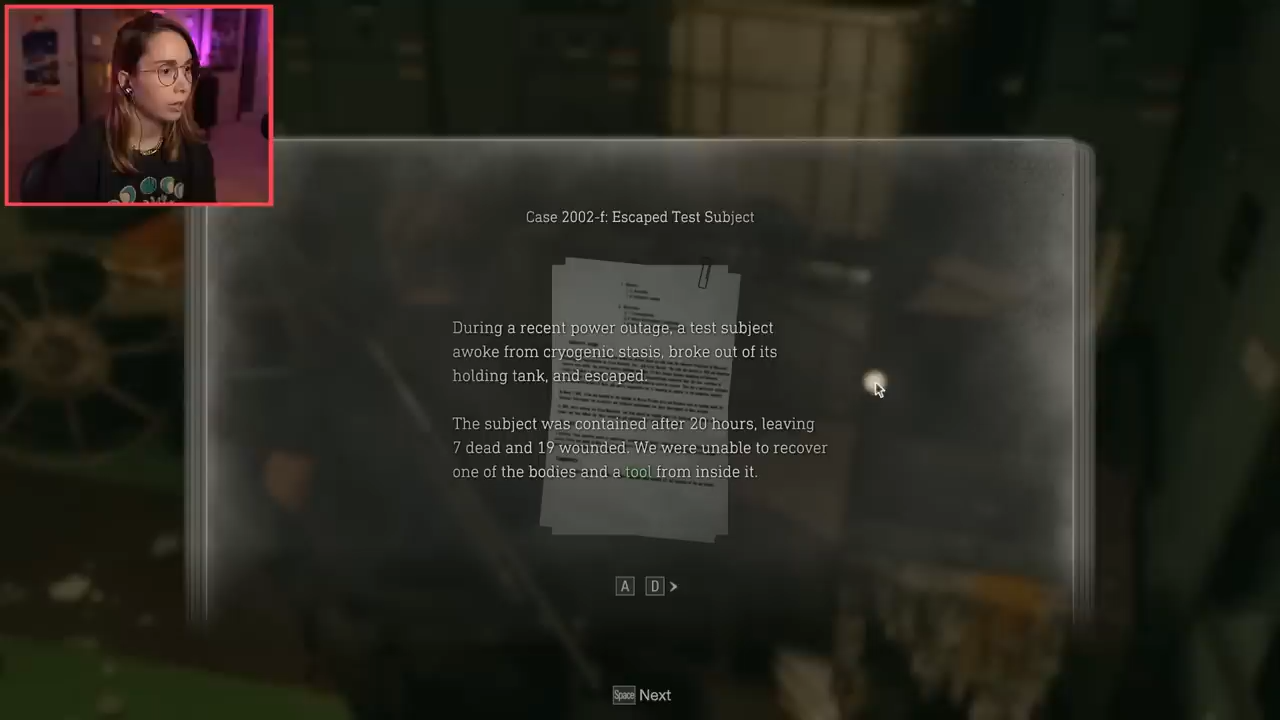 Case 2002-f: Escaped Test Subject
During a recent power outage, a test subject
awoke from cryogenic stasis, broke out of its
holding tank, and escaped.
The subject was contained after 20 hours, leaving
7 dead and 19 wounded. We were unable to recover
one of the bodies and a tool from inside it.
A D >
Space Next